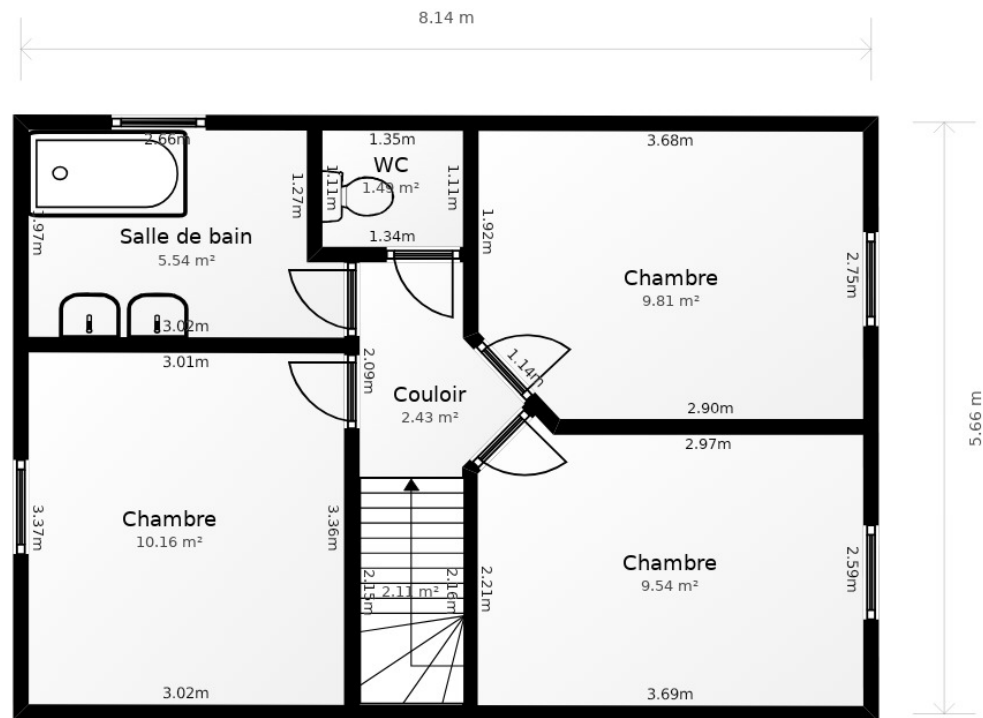 8.14 m
2.66m
1.35m
3.68m
WC
1.49 m²
1.11m
1.11m
1.27m
1.34m
.97m
Salle de bain
5.54 m²
1.92m
Chambre
9.81 m²
2.75m
3.02m
3.01m
2.09m
1.14m
Couloir
2.43 m²
2.90m
2.97m
5.66 m
3.37m
Chambre
10.16 m²
3.36m
2.15m
2.11 m²
2.16m
2.21m
Chambre
9.54 m²
2.59m
3.02m
3.69m